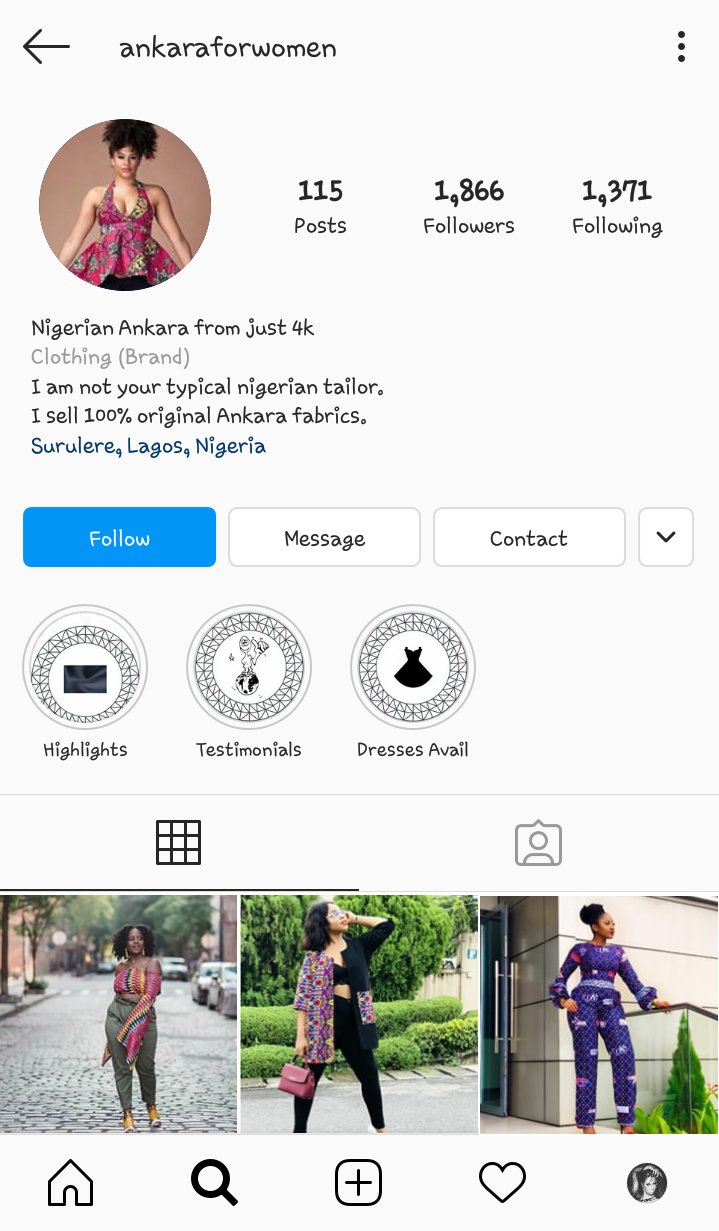 ankaraforwomen
115
Posts
1,866
Followers
1,371
Following
Nigerian Ankara from just 4k
Clothing (Brand)
I am not your typical nigerian tailor.
I sell 100% original Ankara fabrics.
Surulere, Lagos, Nigeria
Follow
Message
Contact
Highlights
Testimonials
Dresses Avail